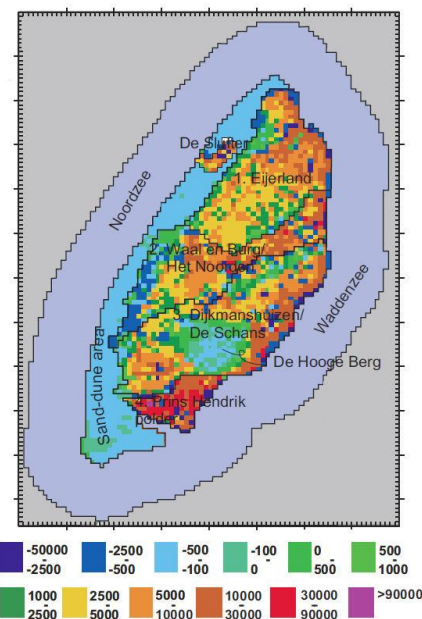 De Slufter
1. Eijerland
Noordzee
2. Waal en Burg/
Het Noorden
3. Dijkmanshuizen/
De Schans
Waddenzee
De Hooge Berg
Sand-dune area
4. Prins Hendrik
polder
-50000 - -2500
-2500 - -500
-500 - -100
-100 - 0
0 - 500
500 - 1000
1000 - 2500
2500 - 5000
5000 - 10000
10000 - 30000
30000 - 90000
>90000